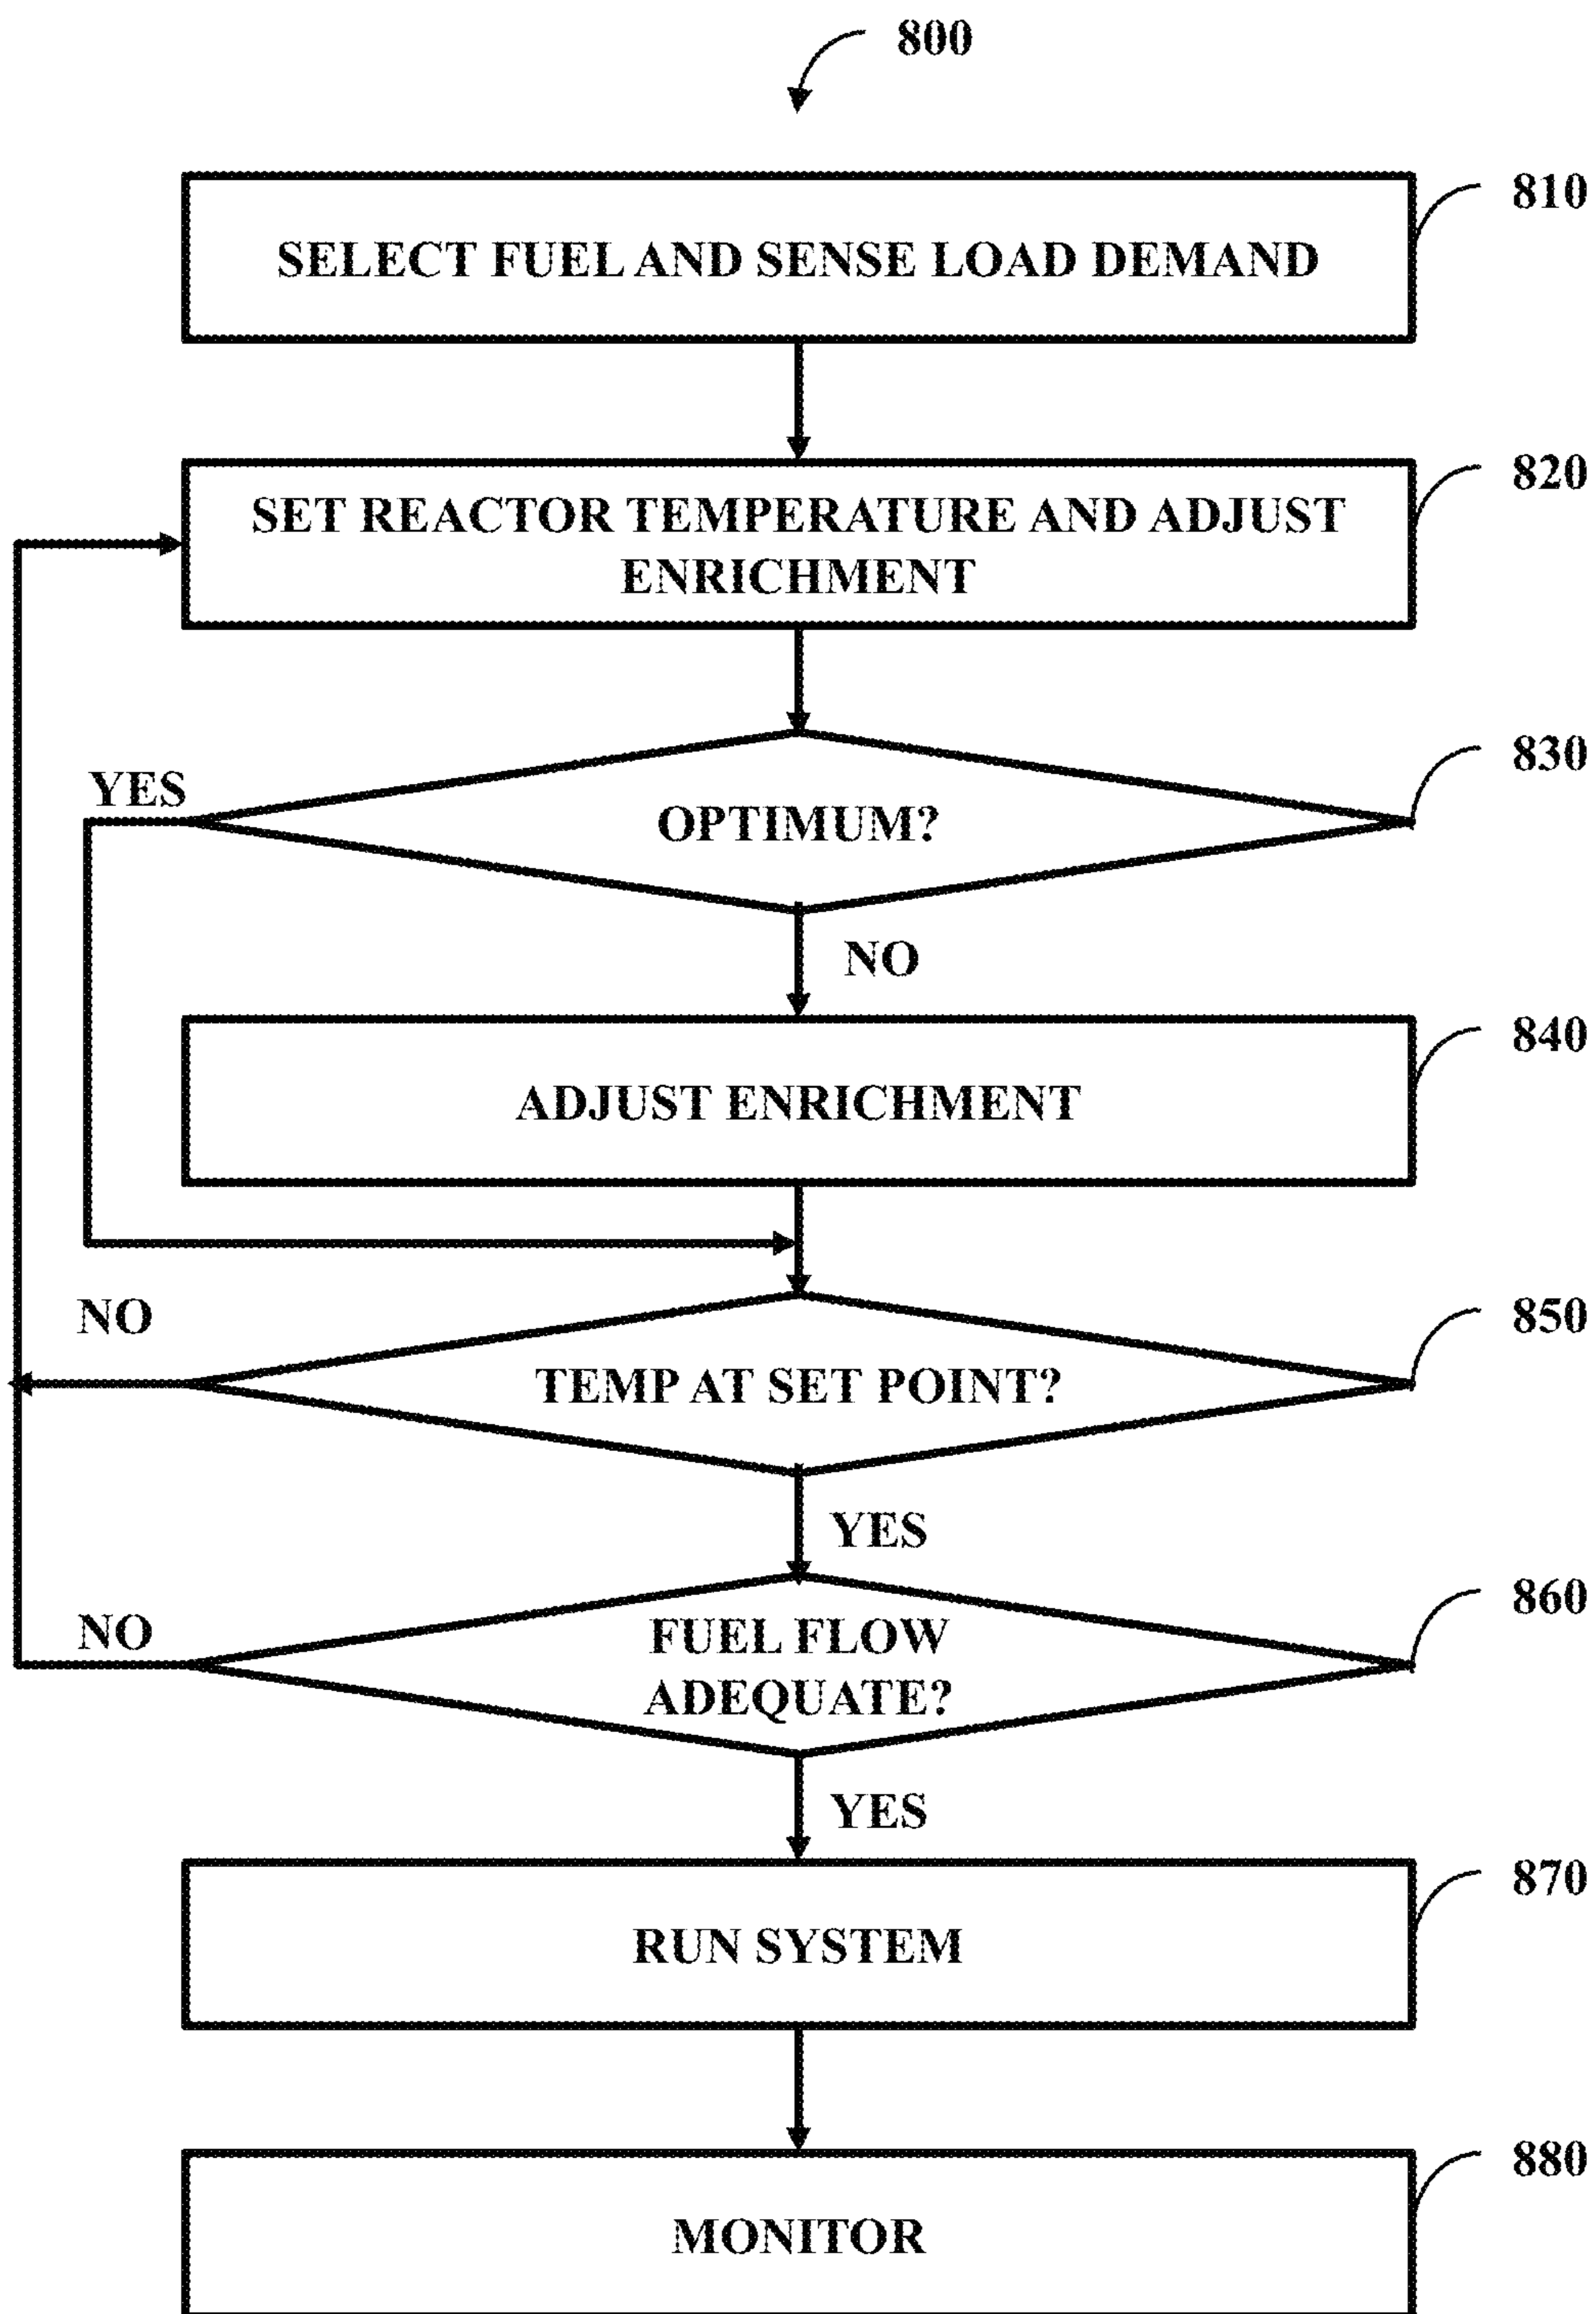 800
810
SELECT FUEL AND SENSE LOAD DEMAND
820
SET REACTOR TEMPERATURE AND ADJUST
ENRICHMENT
830
YES
OPTIMUM?
NO
840
ADJUST ENRICHMENT
NO
850
TEMP AT SET POINT?
YES
860
NO
FUEL FLOW
ADEQUATE?
YES
870
RUN SYSTEM
880
MONITOR